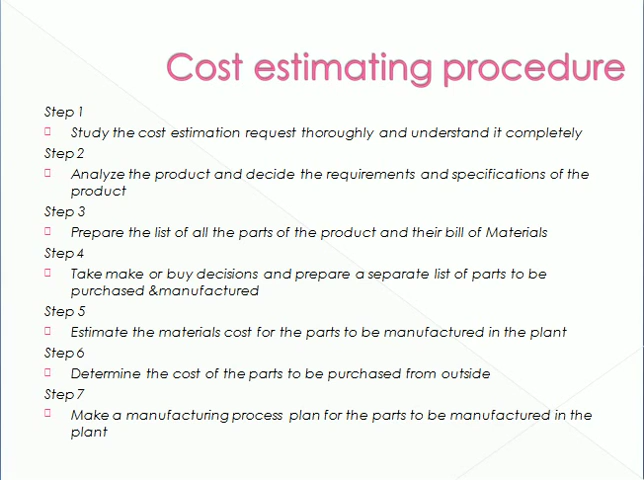 Cost estimating procedure
Step 1
Study the cost estimation request thoroughly and understand it completely
Step 2
Analyze the product and decide the requirements and specifications of the
product
Step 3
Prepare the list of all the parts of the product and their bill of Materials
Step 4
Take make or buy decisions and prepare a separate list of parts to be
purchased &manufactured
Step 5
Estimate the materials cost for the parts to be manufactured in the plant
Step 6
Determine the cost of the parts to be purchased from outside
Step 7
Make a manufacturing process plan for the parts to be manufactured in the
plant